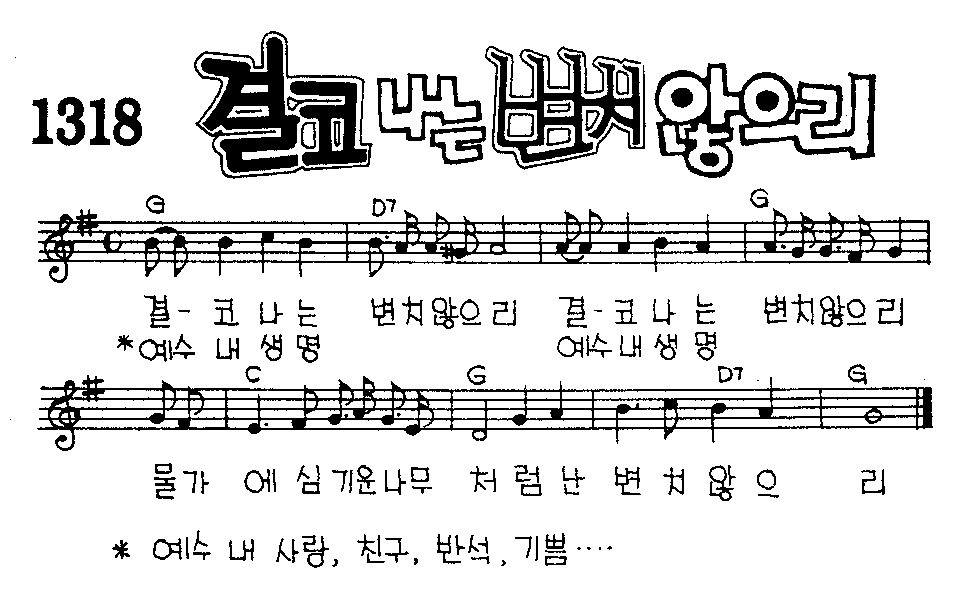 1318 결코 나는 변치 않으리
G D7 G
결-코 나 는 변치않으리 결-코 나 는 변치않으리
*예수 내 생 명 예수내 생 명
C G D7 G
물가 에 심 기운나무 처 럼 난 변 치 않 으 리
* 예수 내 사랑, 친구, 반석, 기쁨····